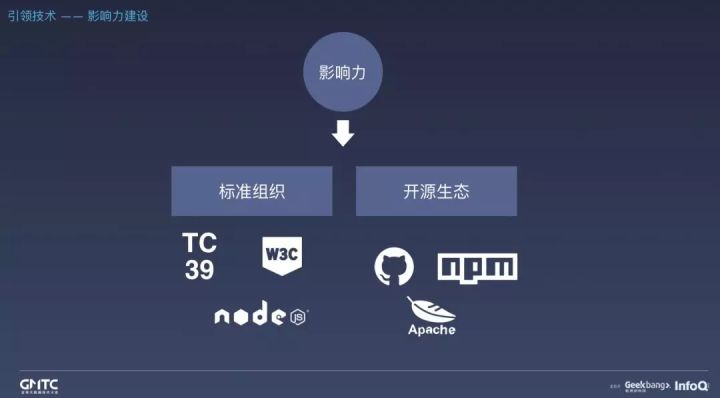 引领技术 —— 影响力建设
影响力
标准组织
开源生态
TC
39
W3C
npm
node
JS
Apache
GMTC
Geekbang>.
InfoQ